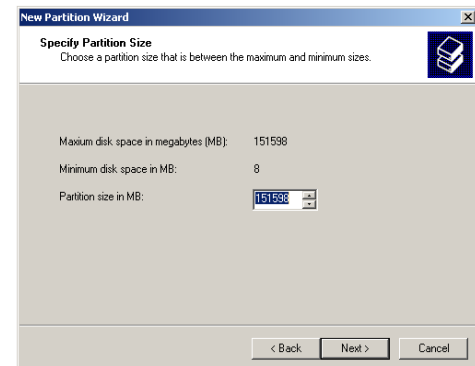 New Partition Wizard
Specify Partition Size
Choose a partition size that is between the maximum and minimum sizes.
Maxium disk space in megabytes (MB): 151598
Minimum disk space in MB: 8
Partition size in MB: 151598
< Back Next > Cancel